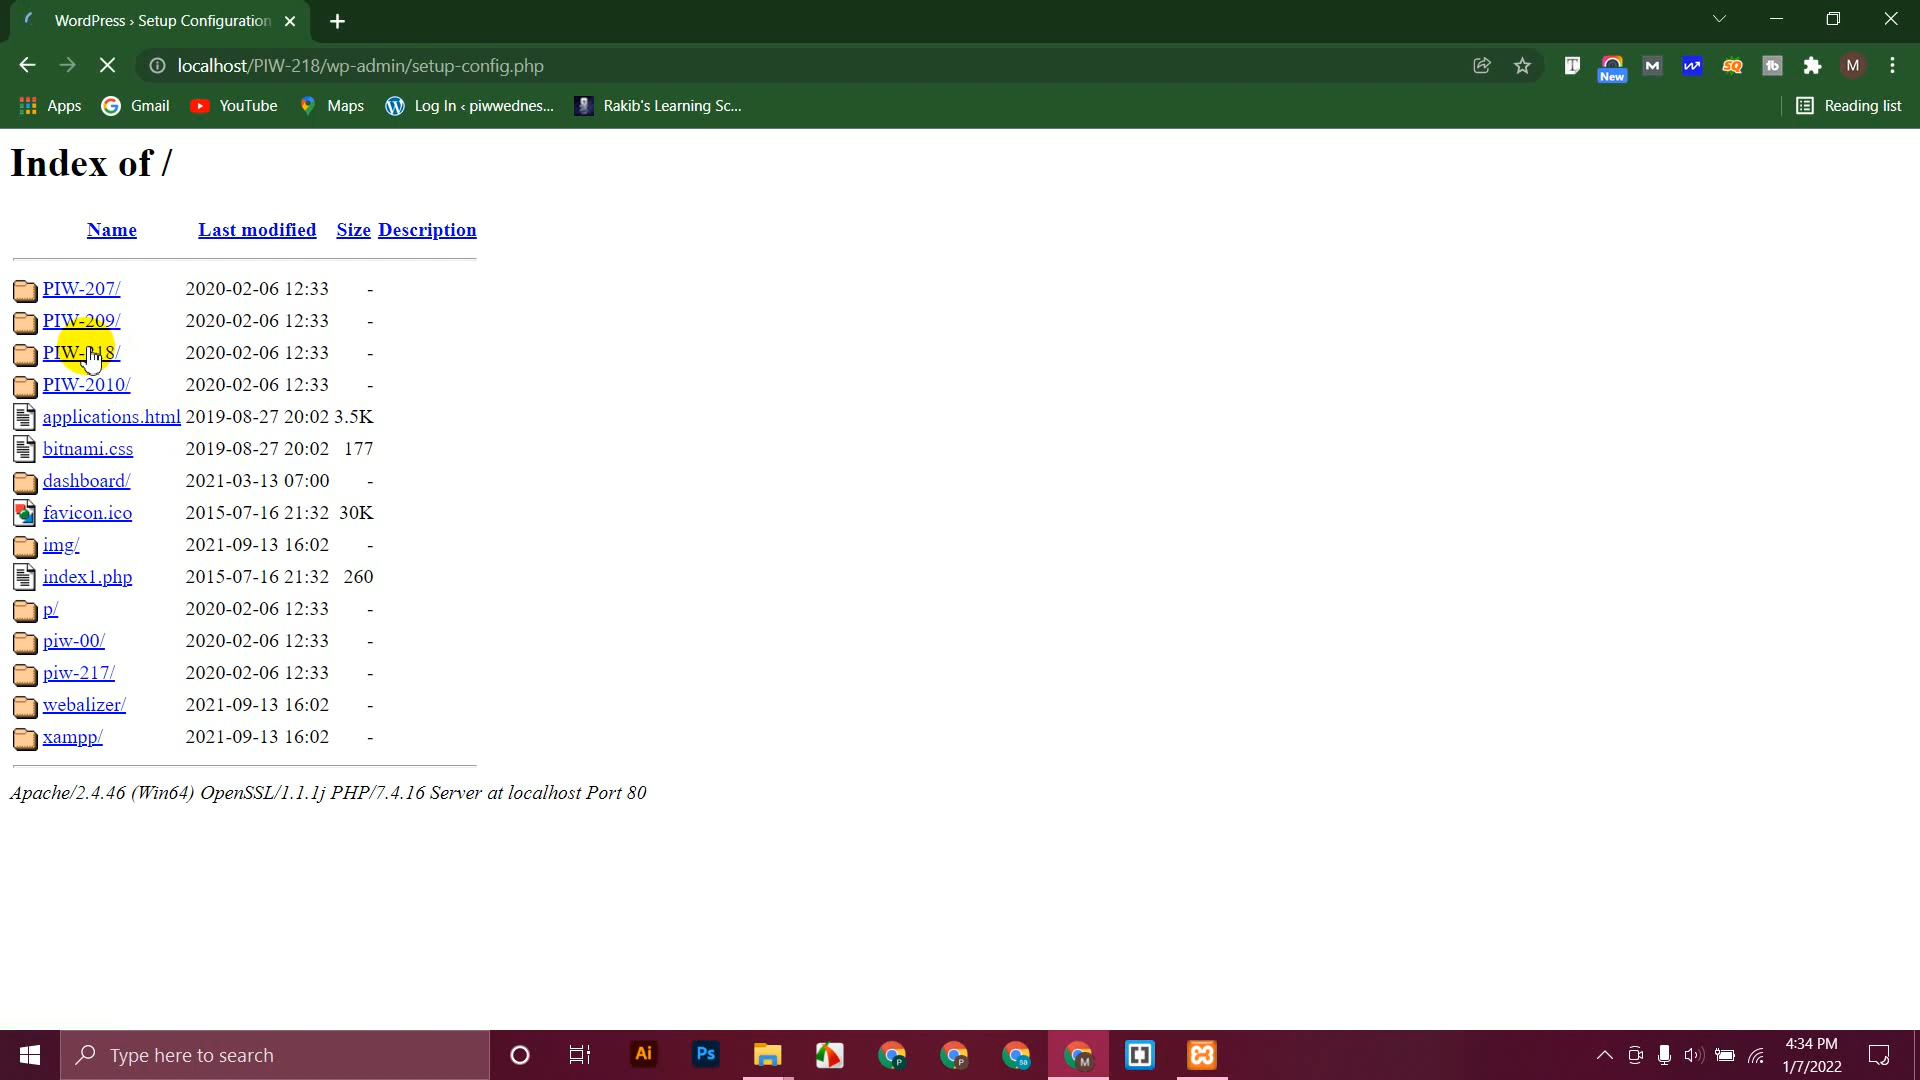 WordPress › Setup Configuration
localhost/PIW-218/wp-admin/setup-config.php
New
M
SQ
tb
M
Apps
Gmail
YouTube
Maps
Log In ‹ piwwednes...
Rakib's Learning Sc...
Reading list
Index of /
Name Last modified Size Description
PIW-207/ 2020-02-06 12:33 -
PIW-209/ 2020-02-06 12:33 -
PIW-218/ 2020-02-06 12:33 -
PIW-2010/ 2020-02-06 12:33 -
applications.html 2019-08-27 20:02 3.5K
bitnami.css 2019-08-27 20:02 177
dashboard/ 2021-03-13 07:00 -
favicon.ico 2015-07-16 21:32 30K
img/ 2021-09-13 16:02 -
index1.php 2015-07-16 21:32 260
p/ 2020-02-06 12:33 -
piw-00/ 2020-02-06 12:33 -
piw-217/ 2020-02-06 12:33 -
webalizer/ 2021-09-13 16:02 -
xampp/ 2021-09-13 16:02 -
Apache/2.4.46 (Win64) OpenSSL/1.1.1j PHP/7.4.16 Server at localhost Port 80
Type here to search
Ai
Ps
P
P
sa
M
4:34 PM
1/7/2022